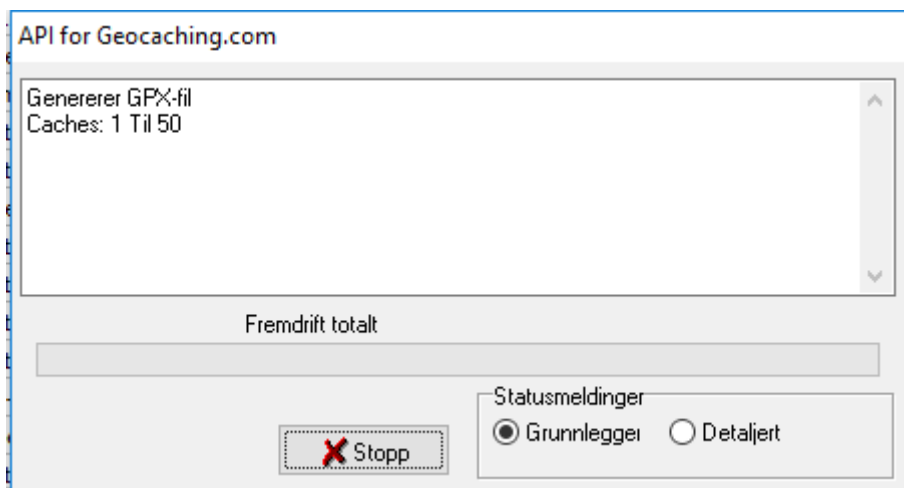 API for Geocaching.com
Genererer GPX-fil
Caches: 1 Til 50
Fremdrift totalt
Statusmeldinger
Grunnlegger
Detaljert
Stopp